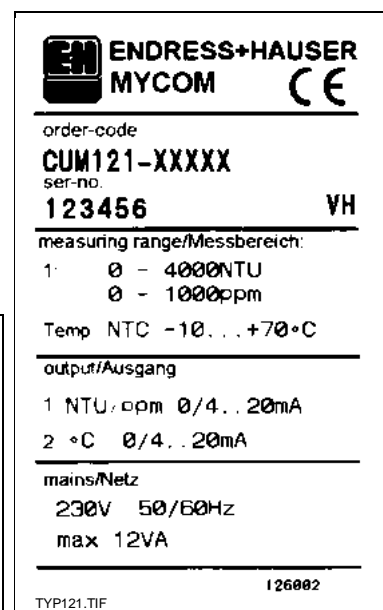 ENDRESS+HAUSER
MYCOM CE
order-code
CUM121-XXXXX
ser-no.
123456 VH
measuring range/Messbereich:
1: 0 - 4000NTU
0 - 1000ppm
Temp NTC -10...+70°C
output/Ausgang
1 NTU/ppm 0/4..20mA
2 °C 0/4..20mA
mains/Netz
230V 50/60Hz
max 12VA
126002
TYP121.TIF